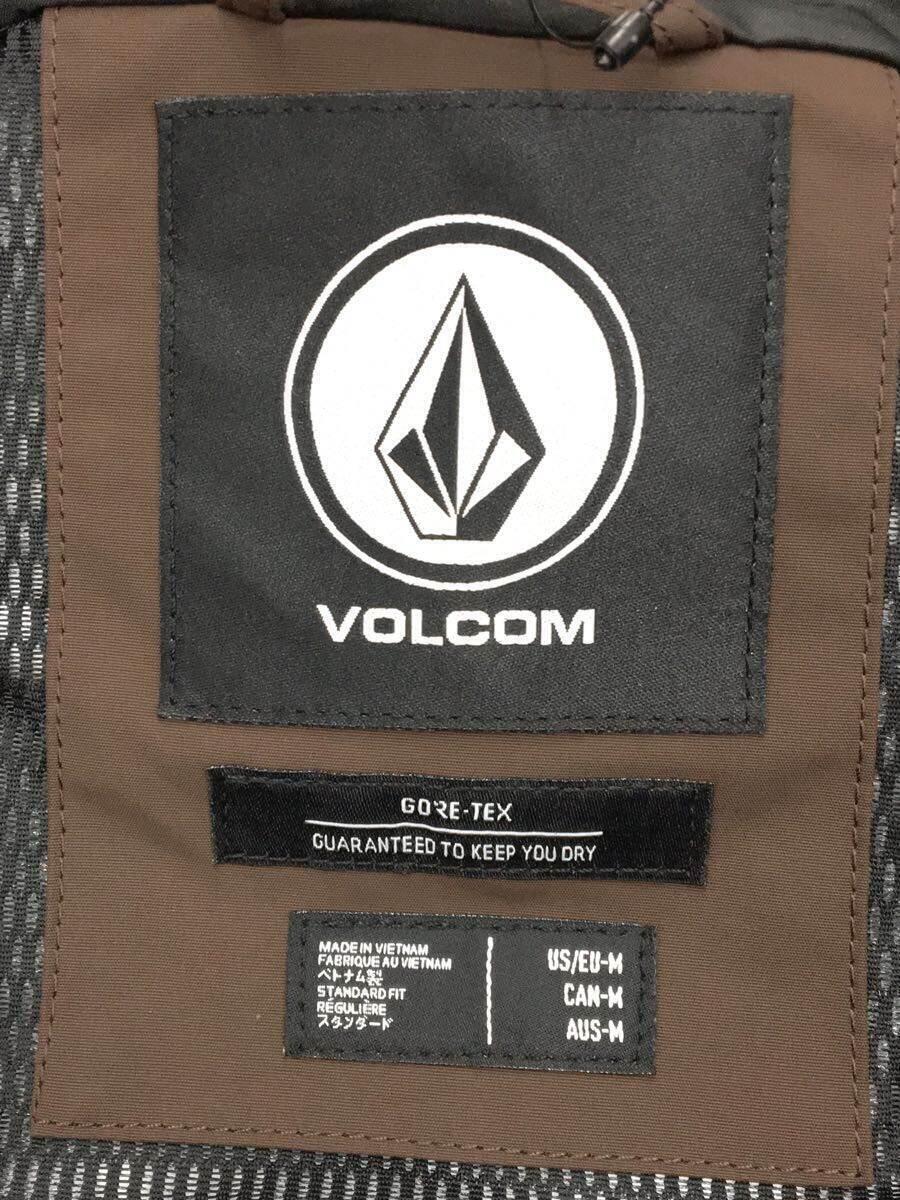 VOLCOM
GORE-TEX
GUARANTEED TO KEEP YOU DRY
MADE IN VIETNAM
FABRIQUE AU VIETNAM
ベトナム製
STANDARD FIT
RÉGULIÈRE
スタンダード
US/EU-M
CAN-M
AUS-M